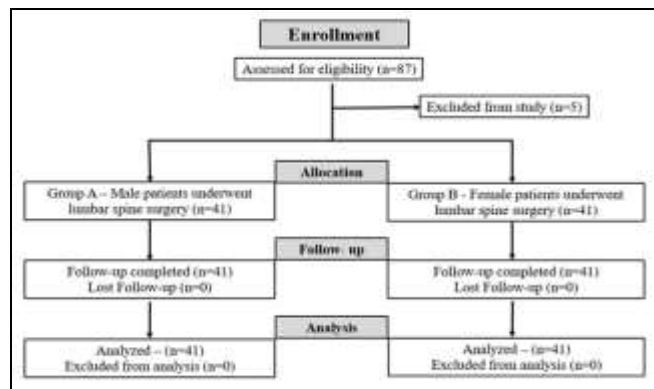 Enrollment
Assessed for eligibility (n=87)
Excluded from study (n=5)
Allocation
Group A – Male patients underwent
lumbar spine surgery (n=41)
Group B - Female patients underwent
lumbar spine surgery (n=41)
Follow- up
Follow-up completed (n=41)
Lost Follow-up (n=0)
Follow-up completed (n=41)
Lost Follow-up (n=0)
Analysis
Analyzed – (n=41)
Excluded from analysis (n=0)
Analyzed – (n=41)
Excluded from analysis (n=0)